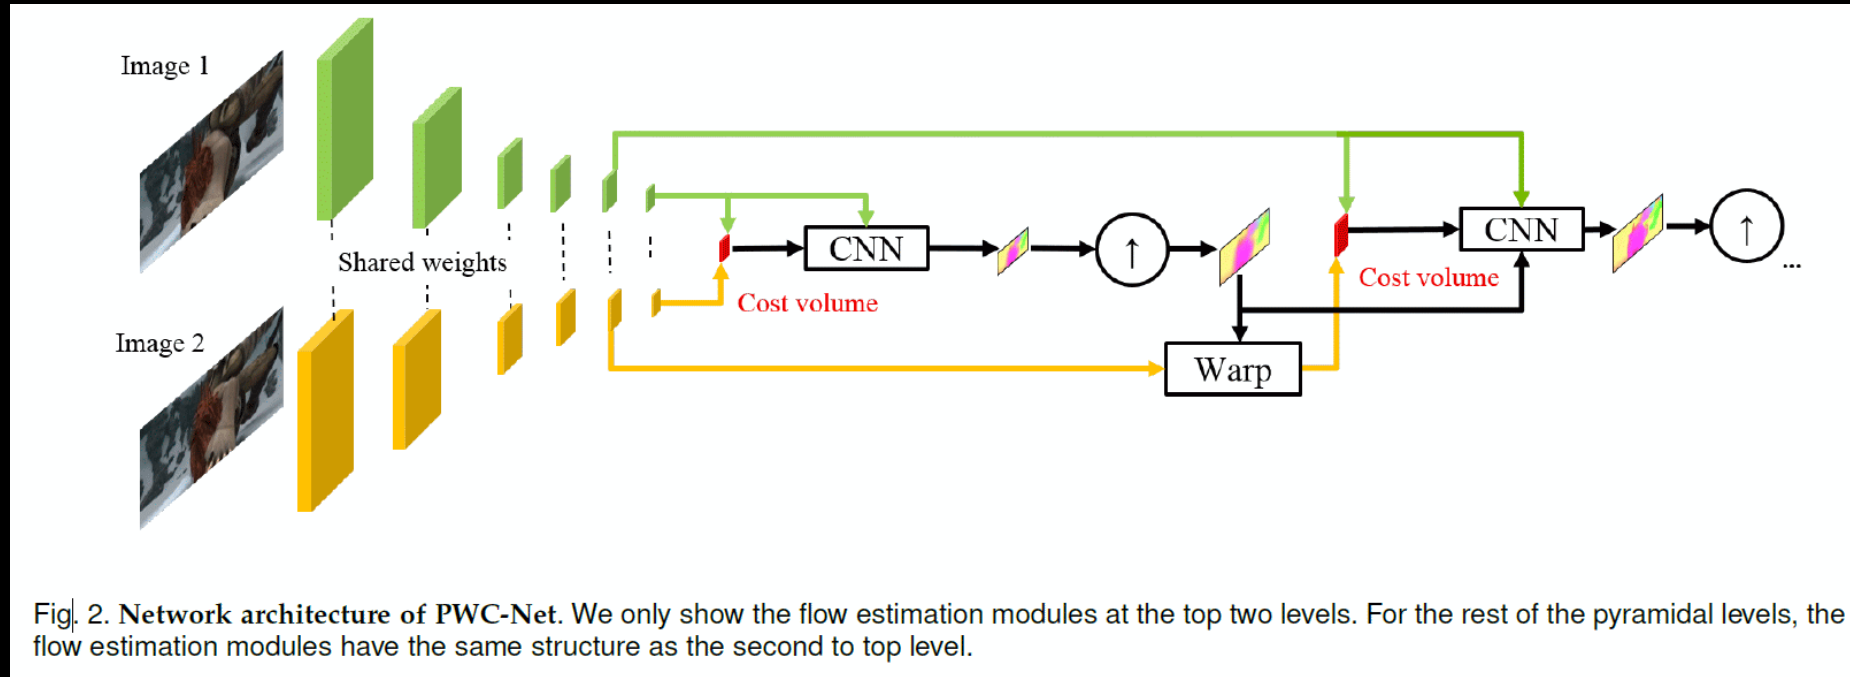 Image 1
Shared weights
Image 2
CNN
Cost volume
↑
Warp
Cost volume
CNN
↑
...
Fig. 2. Network architecture of PWC-Net. We only show the flow estimation modules at the top two levels. For the rest of the pyramidal levels, the
flow estimation modules have the same structure as the second to top level.